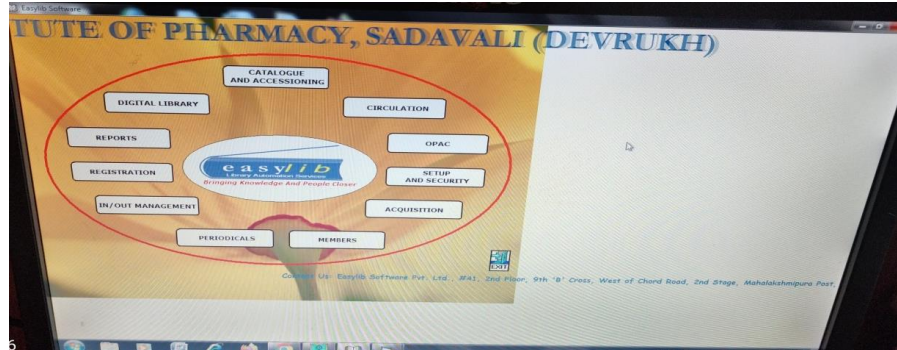 Easylib Software
TUTE OF PHARMACY, SADAVALI (DEVRUKH)
CATALOGUE
AND ACCESSIONING
DIGITAL LIBRARY
CIRCULATION
REPORTS
OPAC
easylib
Library Automation Services
Bringing Knowledge And People Closer
REGISTRATION
SETUP
AND SECURITY
IN/OUT MANAGEMENT
ACQUISITION
PERIODICALS
MEMBERS
EXIT
Contact Us- Easylib Software Pvt. Ltd., #41, 2nd Floor, 9th 'B' Cross, West of Chord Road, 2nd Stage, Mahalakshmipura Post,
6